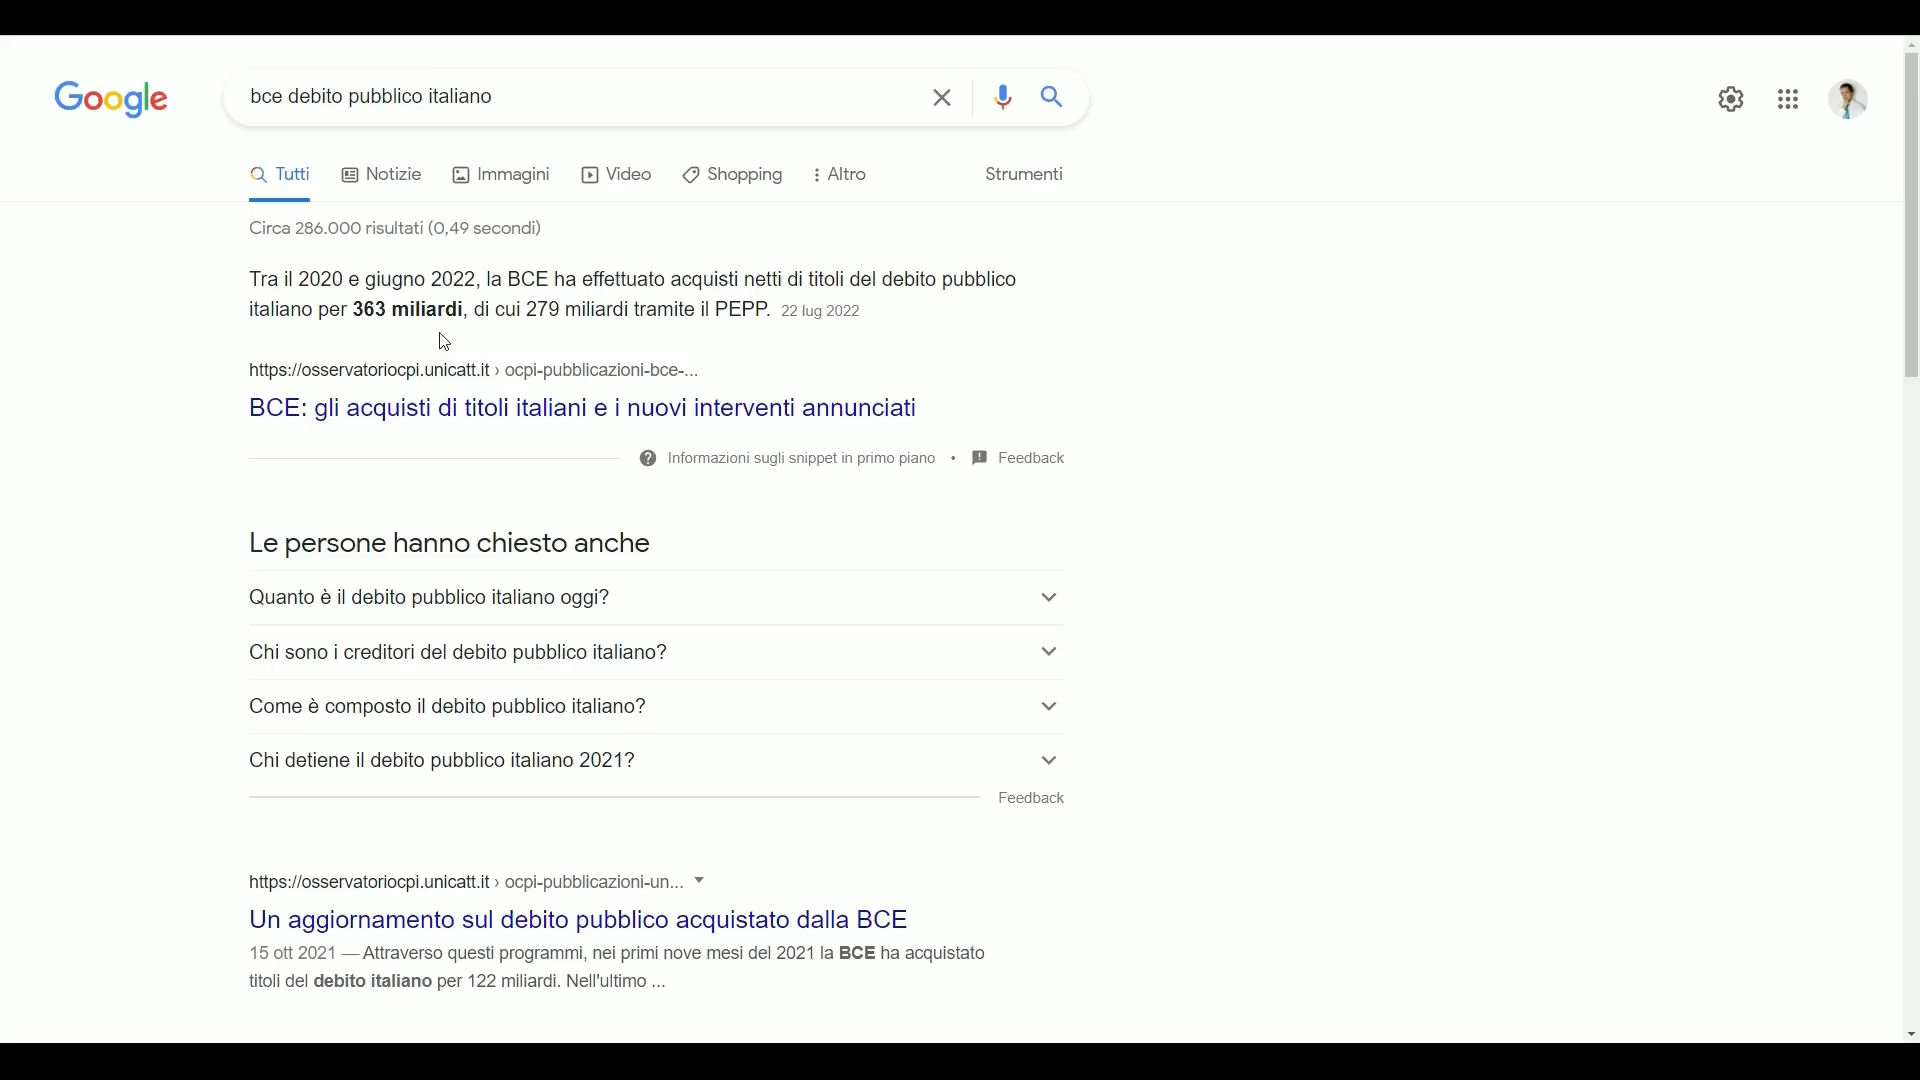 Google
bce debito pubblico italiano
Tutti Notizie Immagini Video Shopping Altro Strumenti
Circa 286.000 risultati (0,49 secondi)
Tra il 2020 e giugno 2022, la BCE ha effettuato acquisti netti di titoli del debito pubblico
italiano per 363 miliardi, di cui 279 miliardi tramite il PEPP. 22 lug 2022
https://osservatoriocpi.unicatt.it › ocpi-pubblicazioni-bce-...
BCE: gli acquisti di titoli italiani e i nuovi interventi annunciati
Informazioni sugli snippet in primo piano • Feedback
Le persone hanno chiesto anche
Quanto è il debito pubblico italiano oggi?
Chi sono i creditori del debito pubblico italiano?
Come è composto il debito pubblico italiano?
Chi detiene il debito pubblico italiano 2021?
Feedback
https://osservatoriocpi.unicatt.it › ocpi-pubblicazioni-un...
Un aggiornamento sul debito pubblico acquistato dalla BCE
15 ott 2021 — Attraverso questi programmi, nei primi nove mesi del 2021 la BCE ha acquistato
titoli del debito italiano per 122 miliardi. Nell'ultimo ...